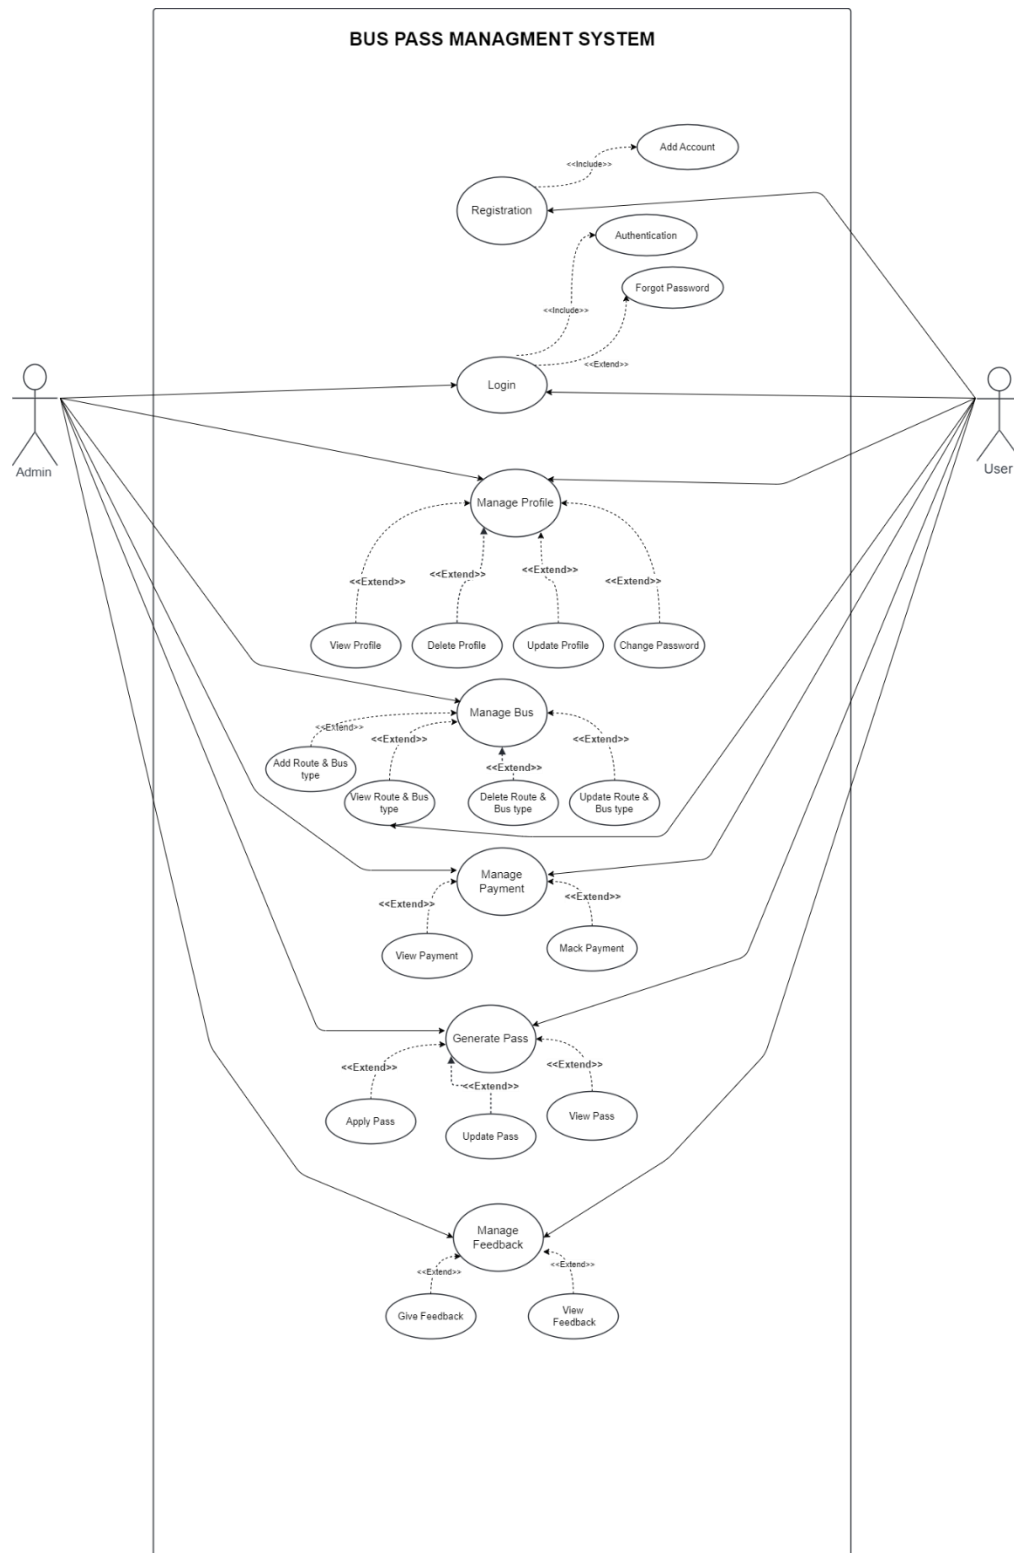 BUS PASS MANAGMENT SYSTEM
Add Account
<<Include>>
Registration
Authentication
Forgot Password
<<Include>>
<<Extend>>
Login
Admin
User
Manage Profile
<<Extend>>
<<Extend>>
<<Extend>>
<<Extend>>
View Profile
Delete Profile
Update Profile
Change Password
Manage Bus
<<Extend>>
<<Extend>>
<<Extend>>
<<Extend>>
Add Route & Bus
type
View Route & Bus
type
Delete Route &
Bus type
Update Route &
Bus type
Manage
Payment
<<Extend>>
<<Extend>>
View Payment
Mack Payment
Generate Pass
<<Extend>>
<<Extend>>
<<Extend>>
Apply Pass
Update Pass
View Pass
Manage
Feedback
<<Extend>>
<<Extend>>
Give Feedback
View
Feedback